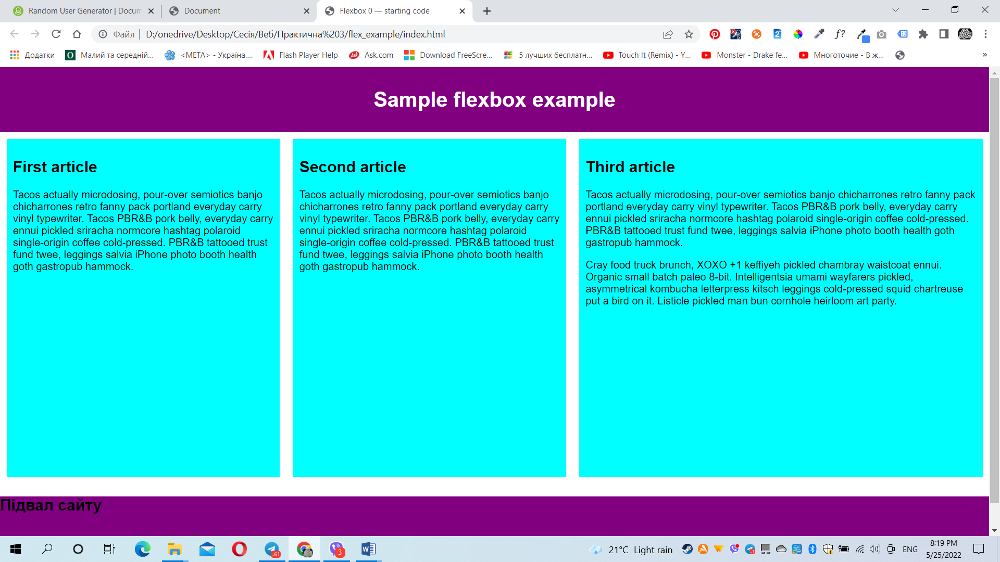 Random User Generator | Docum
Document
Flexbox 0 — starting code
Файл
D:/onedrive/Desktop/Сесія/Веб/Практична%203/flex_example/index.html
Додатки
Малий та середній...
<META> - Україна....
Flash Player Help
Ask.com
Download FreeScre...
5 лучших бесплатн...
Touch It (Remix) - Y...
Monster - Drake fe...
Многоточие - В ж...
Sample flexbox example
First article
Tacos actually microdosing, pour-over semiotics banjo
chicharrones retro fanny pack portland everyday carry
vinyl typewriter. Tacos PBR&B pork belly, everyday carry
ennui pickled sriracha normcore hashtag polaroid
single-origin coffee cold-pressed. PBR&B tattooed trust
fund twee, leggings salvia iPhone photo booth health
goth gastropub hammock.
Second article
Tacos actually microdosing, pour-over semiotics banjo
chicharrones retro fanny pack portland everyday carry
vinyl typewriter. Tacos PBR&B pork belly, everyday carry
ennui pickled sriracha normcore hashtag polaroid
single-origin coffee cold-pressed. PBR&B tattooed trust
fund twee, leggings salvia iPhone photo booth health
goth gastropub hammock.
Third article
Tacos actually microdosing, pour-over semiotics banjo chicharrones retro fanny pack
portland everyday carry vinyl typewriter. Tacos PBR&B pork belly, everyday carry
ennui pickled sriracha normcore hashtag polaroid single-origin coffee cold-pressed.
PBR&B tattooed trust fund twee, leggings salvia iPhone photo booth health goth
gastropub hammock.
Cray food truck brunch, XOXO +1 keffiyeh pickled chambray waistcoat ennui.
Organic small batch paleo 8-bit. Intelligentsia umami wayfarers pickled,
asymmetrical kombucha letterpress kitsch leggings cold-pressed squid chartreuse
put a bird on it. Listicle pickled man bun cornhole heirloom art party.
Підвал сайту
21°C Light rain
ENG
8:19 PM
5/25/2022